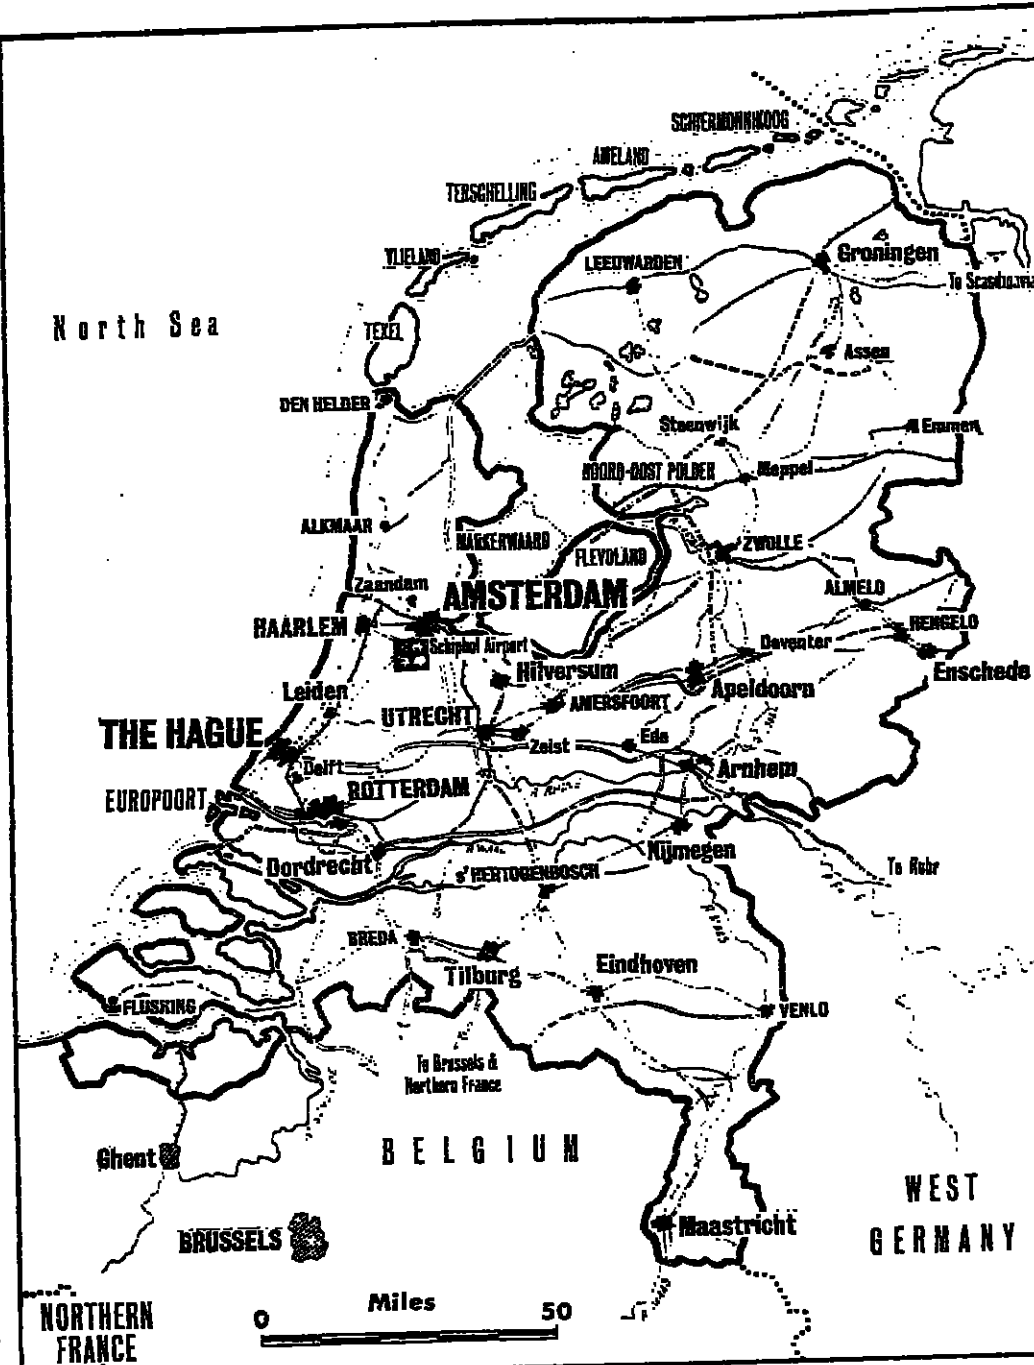 SCHIERMONNIKOOG
AMELAND
TERSCHELLING
VLIELAND
LEEUWARDEN
Groningen
To Scandinavia
North Sea
TEXEL
Assen
DEN HELDER
Steenwijk
Emmen
NOORD-OOST POLDER
Meppel
ALKMAAR
MARKERWAARD
FLEVOLAND
ZWOLLE
Zaandam
AMSTERDAM
ALMELO
HAARLEM
Schiphol Airport
Deventer
HENGELO
Hilversum
Enschede
Leiden
AMERSFOORT
Apeldoorn
UTRECHT
THE HAGUE
Zeist
Ede
Delft
Arnhem
EUROPOORT
ROTTERDAM
Dordrecht
Nijmegen
s'HERTOGENBOSCH
To Ruhr
BREDA
Tilburg
Eindhoven
FLUSHING
VENLO
To Brussels &
Northern France
BELGIUM
Ghent
WEST
GERMANY
BRUSSELS
Maastricht
NORTHERN
FRANCE
Miles
0 50